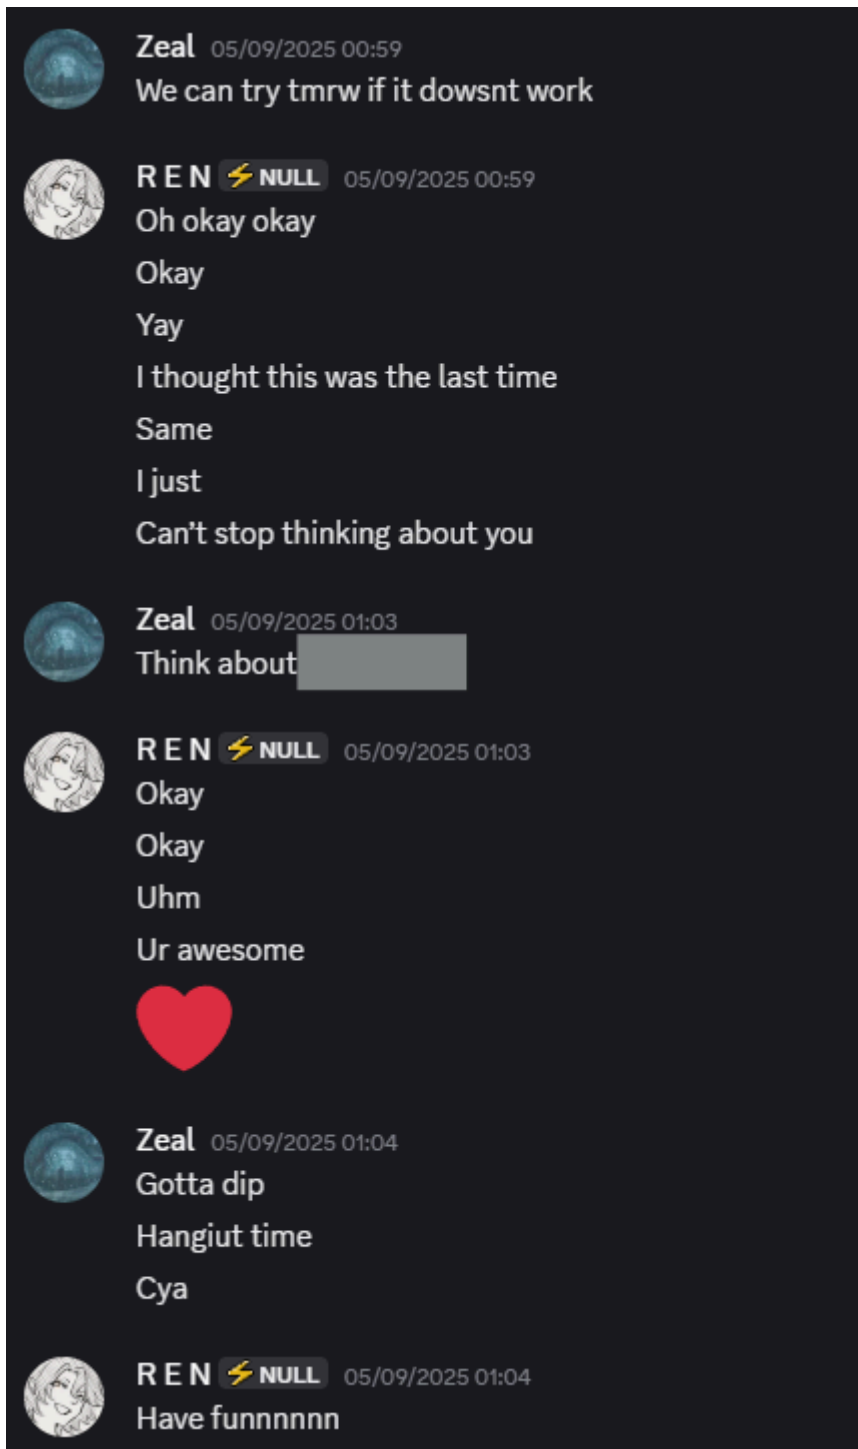 Zeal 05/09/2025 00:59
We can try tmrw if it dowsnt work
R E N ⚡ NULL 05/09/2025 00:59
Oh okay okay
Okay
Yay
I thought this was the last time
Same
I just
Can't stop thinking about you
Zeal 05/09/2025 01:03
Think about
R E N ⚡ NULL 05/09/2025 01:03
Okay
Okay
Uhm
Ur awesome
Zeal 05/09/2025 01:04
Gotta dip
Hangiut time
Cya
R E N ⚡ NULL 05/09/2025 01:04
Have funnnnnn